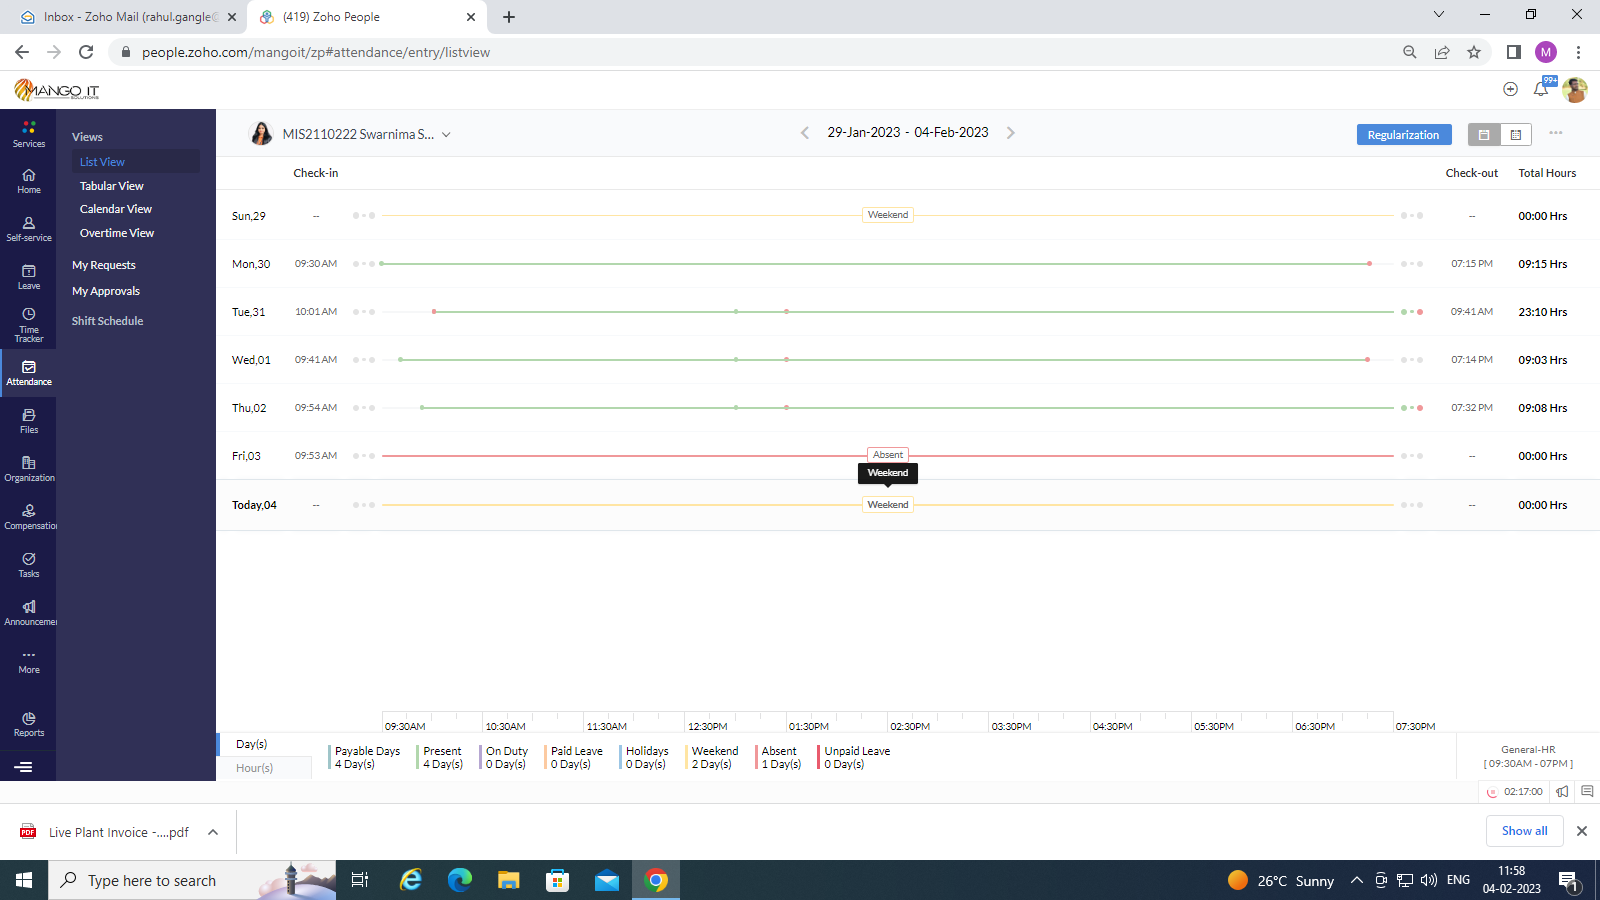 Inbox - Zoho Mail (rahul.gangle@
(419) Zoho People
people.zoho.com/mangoit/zp#attendance/entry/listview
M
MANGO IT
SOLUTIONS
99+
Services
Home
Self-service
Leave
Time
Tracker
Attendance
Files
Organization
Compensatio
Tasks
Announceme
More
Reports
Views
List View
Tabular View
Calendar View
Overtime View
My Requests
My Approvals
Shift Schedule
MIS2110222 Swarnima S...
29-Jan-2023 - 04-Feb-2023
Regularization
Check-in Check-out Total Hours
Sun,29 -- Weekend -- 00:00 Hrs
Mon,30 09:30 AM 07:15 PM 09:15 Hrs
Tue,31 10:01 AM 09:41 AM 23:10 Hrs
Wed,01 09:41 AM 07:14 PM 09:03 Hrs
Thu,02 09:54 AM 07:32 PM 09:08 Hrs
Fri,03 09:53 AM Absent -- 00:00 Hrs
Weekend
Today,04 -- Weekend -- 00:00 Hrs
09:30AM 10:30AM 11:30AM 12:30PM 01:30PM 02:30PM 03:30PM 04:30PM 05:30PM 06:30PM 07:30PM
Day(s)
Hour(s)
Payable Days Present On Duty Paid Leave Holidays Weekend Absent Unpaid Leave
4 Day(s) 4 Day(s) 0 Day(s) 0 Day(s) 0 Day(s) 2 Day(s) 1 Day(s) 0 Day(s)
General-HR
[ 09:30AM - 07PM ]
02:17:00
PDF
Live Plant Invoice -....pdf
Show all
Type here to search
26°C Sunny
ENG
11:58
04-02-2023
1